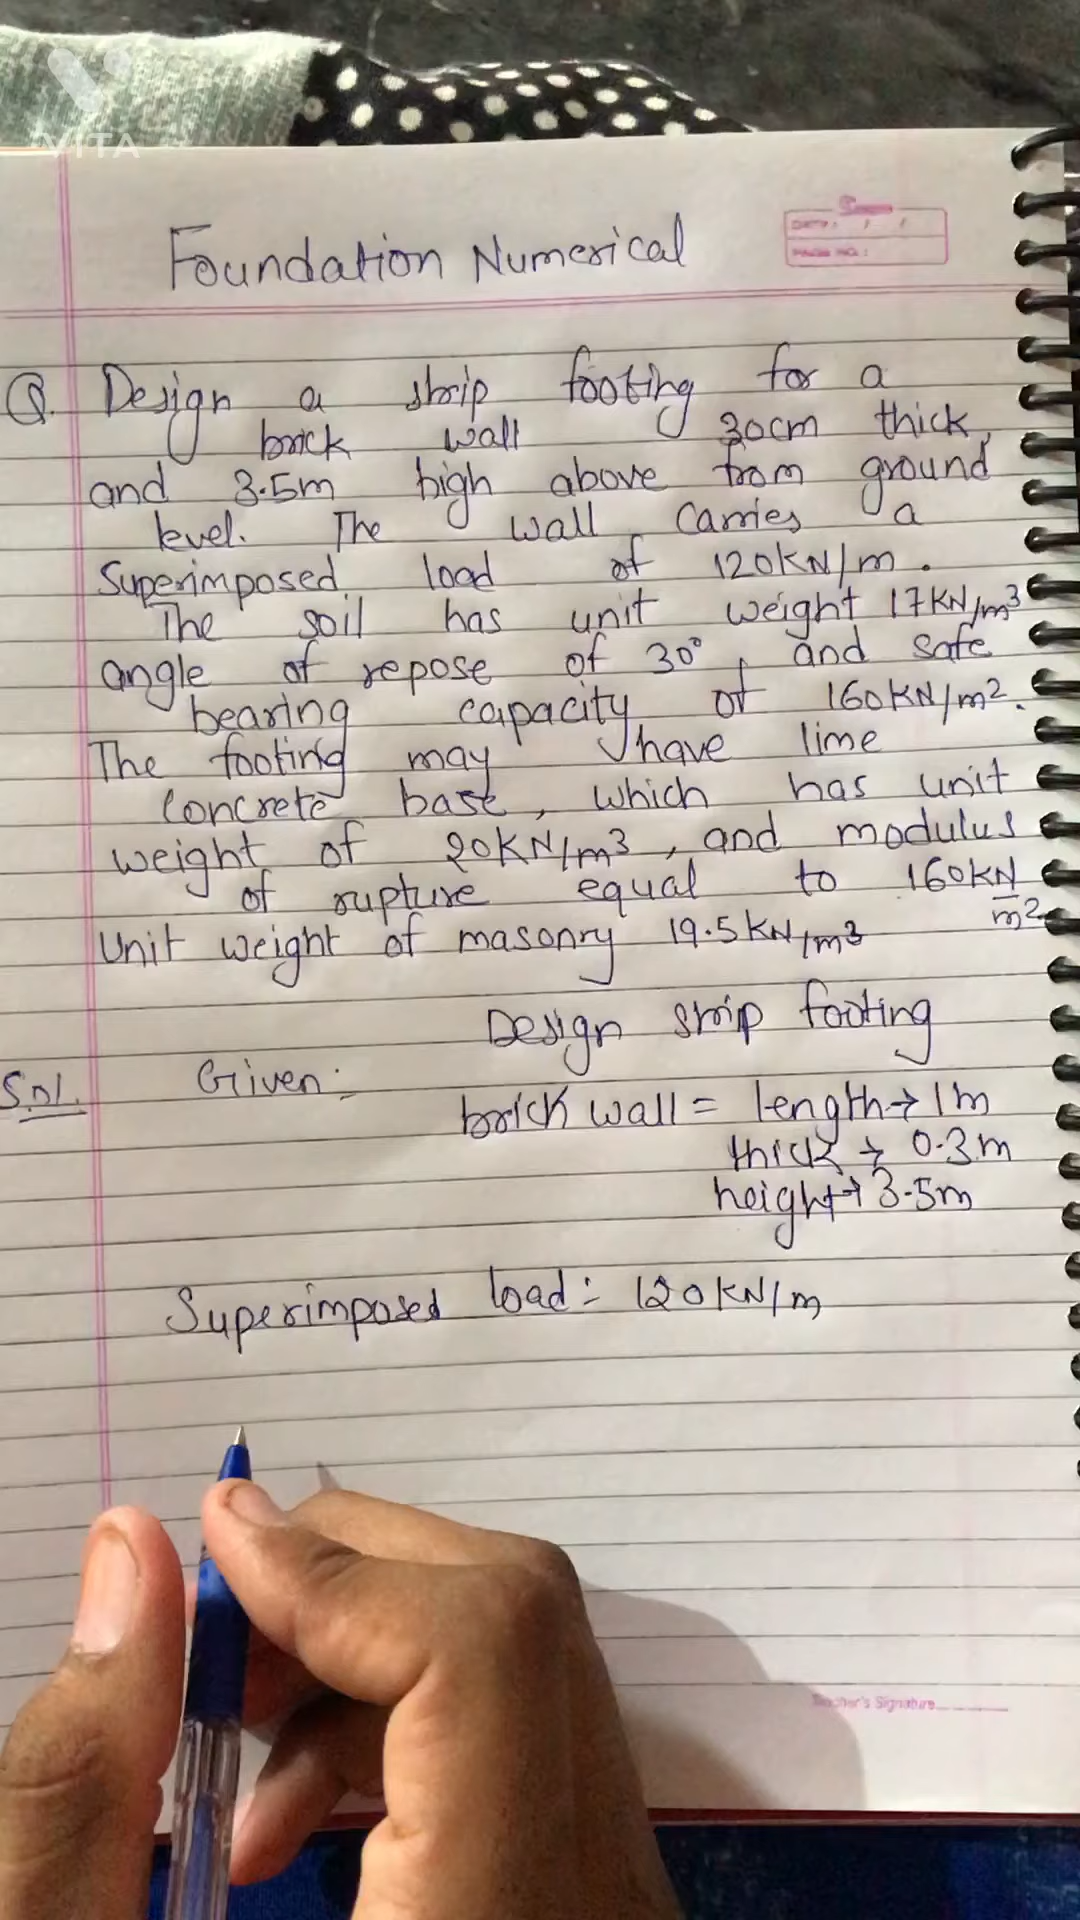 VITA
Foundation Numerical
DATE: / /
PAGE NO.:
Q. Design a strip footing for a
brick wall 30cm thick,
and 3.5m high above from ground
level. The wall carries a
Superimposed load of 120KN/m.
The soil has unit weight 17KN/m³
angle of repose of 30°, and safe
bearing capacity of 160KN/m².
The footing may have lime
concrete base, which has unit
weight of 20KN/m³, and modulus
of rupture equal to 160KN/m²
Unit weight of masonry 19.5KN/m³
Design strip footing
Sol. Given:
brick wall = length → 1m
thick → 0.3m
height → 3.5m
Superimposed load = 120KN/m
Teacher's Signature